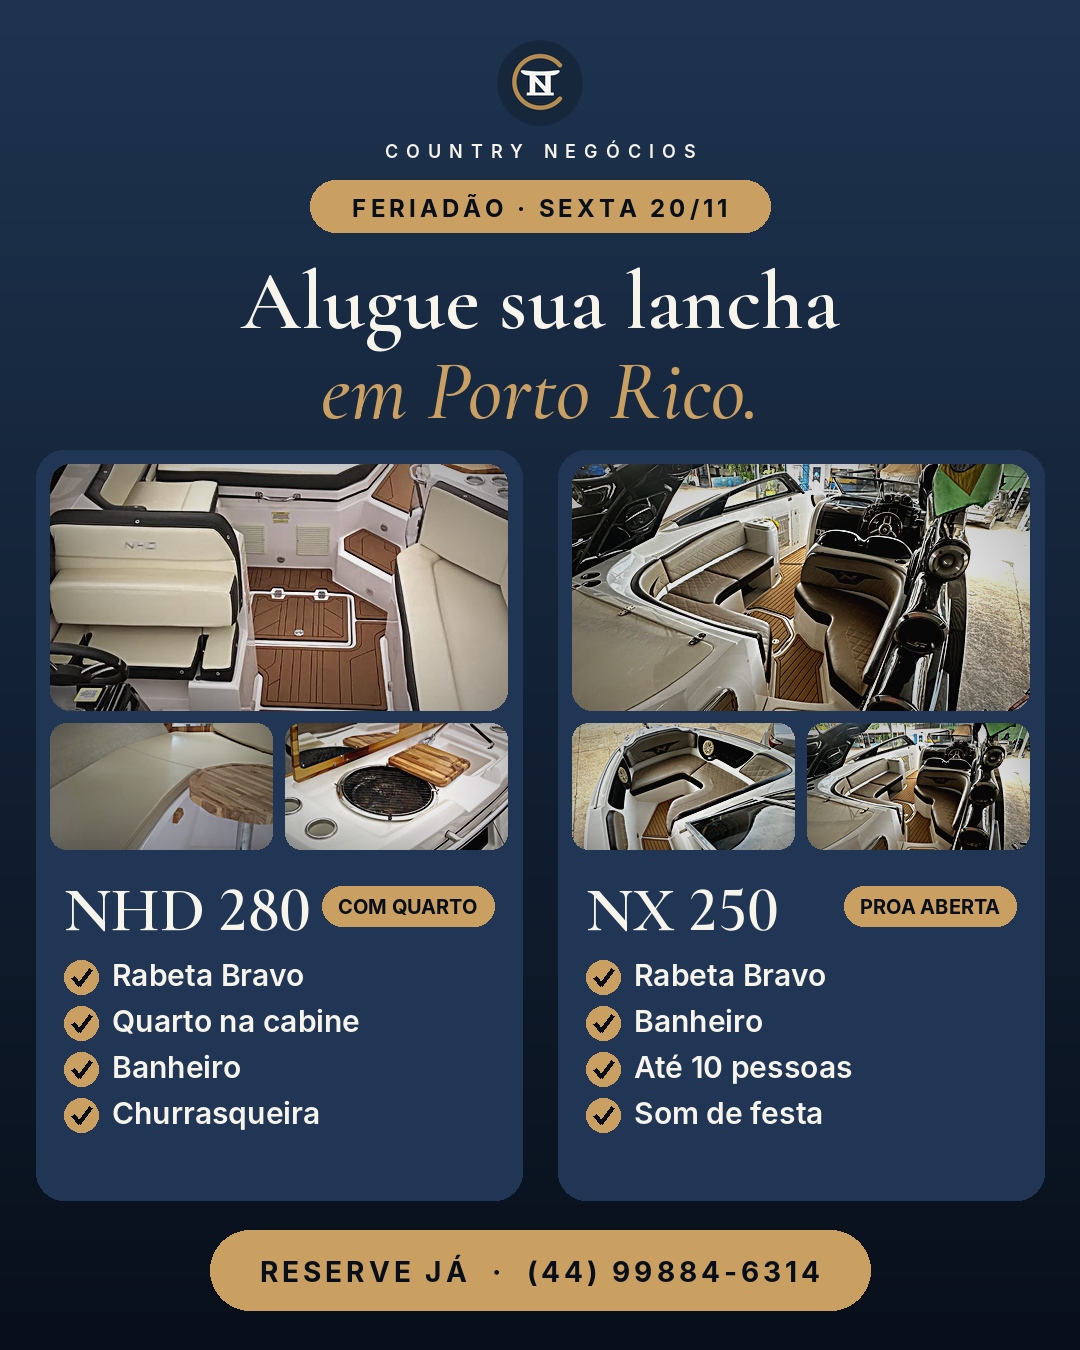 CN
COUNTRY NEGÓCIOS
FERIADÃO · SEXTA 20/11
Alugue sua lancha
em Porto Rico.
NHD
NHD 280
COM QUARTO
Rabeta Bravo
Quarto na cabine
Banheiro
Churrasqueira
NX 250
PROA ABERTA
Rabeta Bravo
Banheiro
Até 10 pessoas
Som de festa
RESERVE JÁ · (44) 99884-6314